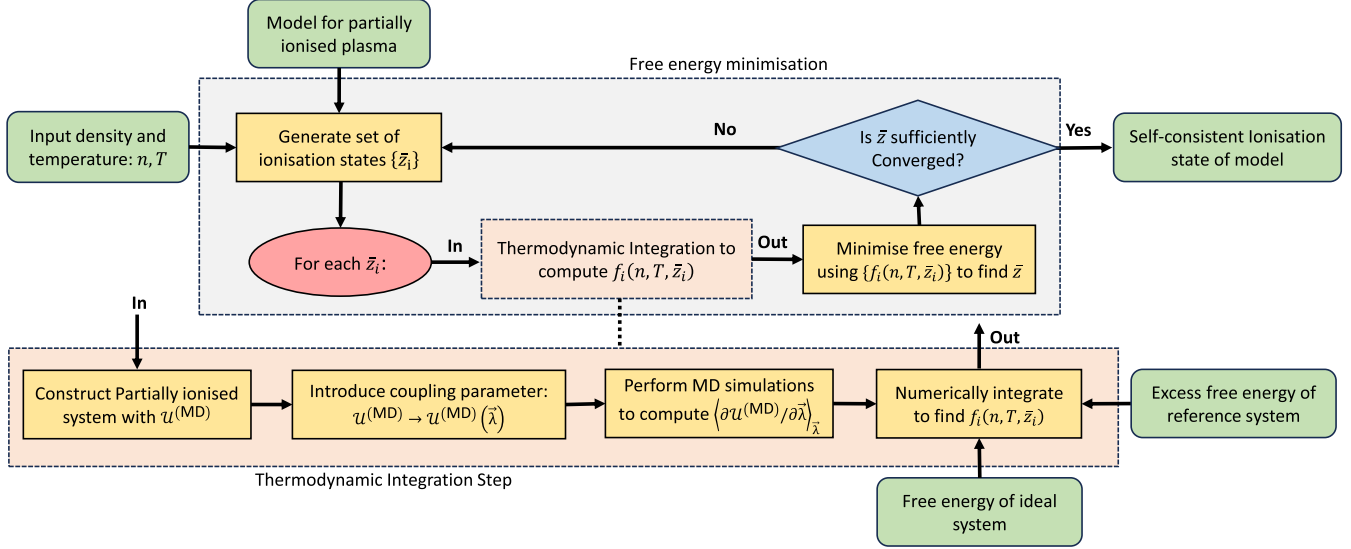 Model for partially
ionised plasma
Free energy minimisation
Input density and
temperature: n, T
Generate set of
ionisation states {z̄ᵢ}
No
Is z̄ sufficiently
Converged?
Yes
Self-consistent Ionisation
state of model
For each z̄ᵢ:
In
Thermodynamic Integration to
compute fᵢ(n, T, z̄ᵢ)
Out
Minimise free energy
using {fᵢ(n, T, z̄ᵢ)} to find z̄
In
Out
Construct Partially ionised
system with 𝒰^(MD)
Introduce coupling parameter:
𝒰^(MD) → 𝒰^(MD) (λ⃗)
Perform MD simulations
to compute ⟨∂𝒰^(MD)/∂λ⃗⟩_λ⃗
Numerically integrate
to find fᵢ(n, T, z̄ᵢ)
Excess free energy of
reference system
Thermodynamic Integration Step
Free energy of ideal
system